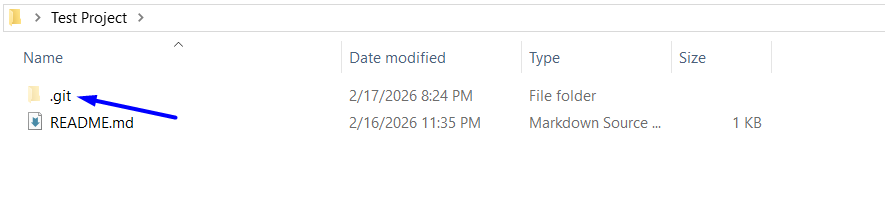 Test Project
Name Date modified Type Size
.git 2/17/2026 8:24 PM File folder
README.md 2/16/2026 11:35 PM Markdown Source ... 1 KB